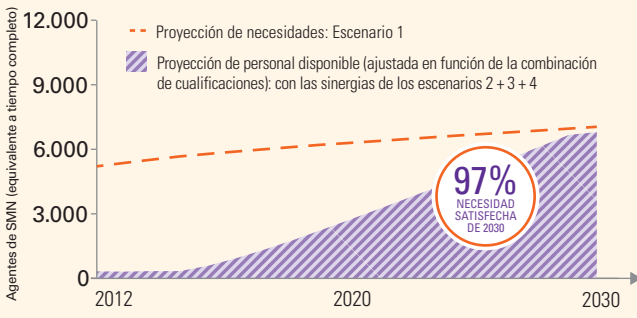 Agentes de SMN (equivalente a tiempo completo)
12.000
9.000
6.000
3.000
0
Proyección de necesidades: Escenario 1
Proyección de personal disponible (ajustada en función de la combinación
de cualificaciones): con las sinergias de los escenarios 2 + 3 + 4
97%
NECESIDAD
SATISFECHA
DE 2030
2012
2020
2030